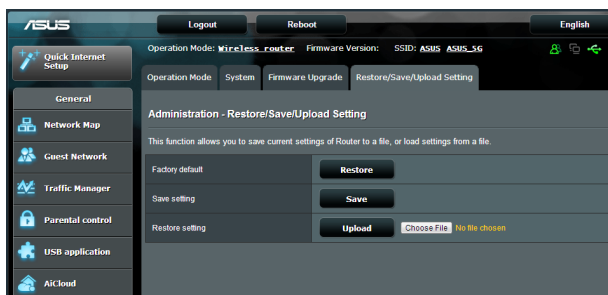 ASUS
Logout
Reboot
English
Quick Internet
Setup
Operation Mode: Wireless router Firmware Version: SSID: ASUS ASUS_5G
Operation Mode
System
Firmware Upgrade
Restore/Save/Upload Setting
General
Network Map
Guest Network
Traffic Manager
Parental control
USB application
AiCloud
Administration - Restore/Save/Upload Setting
This function allows you to save current settings of Router to a file, or load settings from a file.
Factory default Restore
Save setting Save
Restore setting Upload Choose File No file chosen